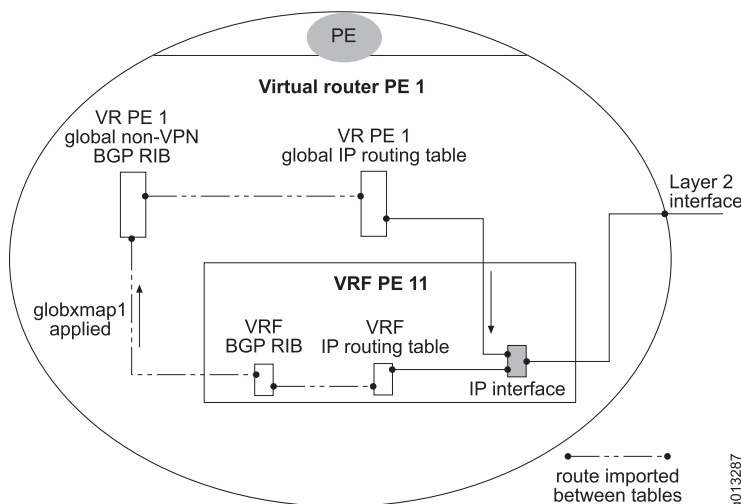 PE
Virtual router PE 1
VR PE 1
global non-VPN
BGP RIB
VR PE 1
global IP routing table
Layer 2
interface
VRF PE 11
globxmap1
applied
VRF
BGP RIB
VRF
IP routing table
IP interface
route imported
between tables
g013287